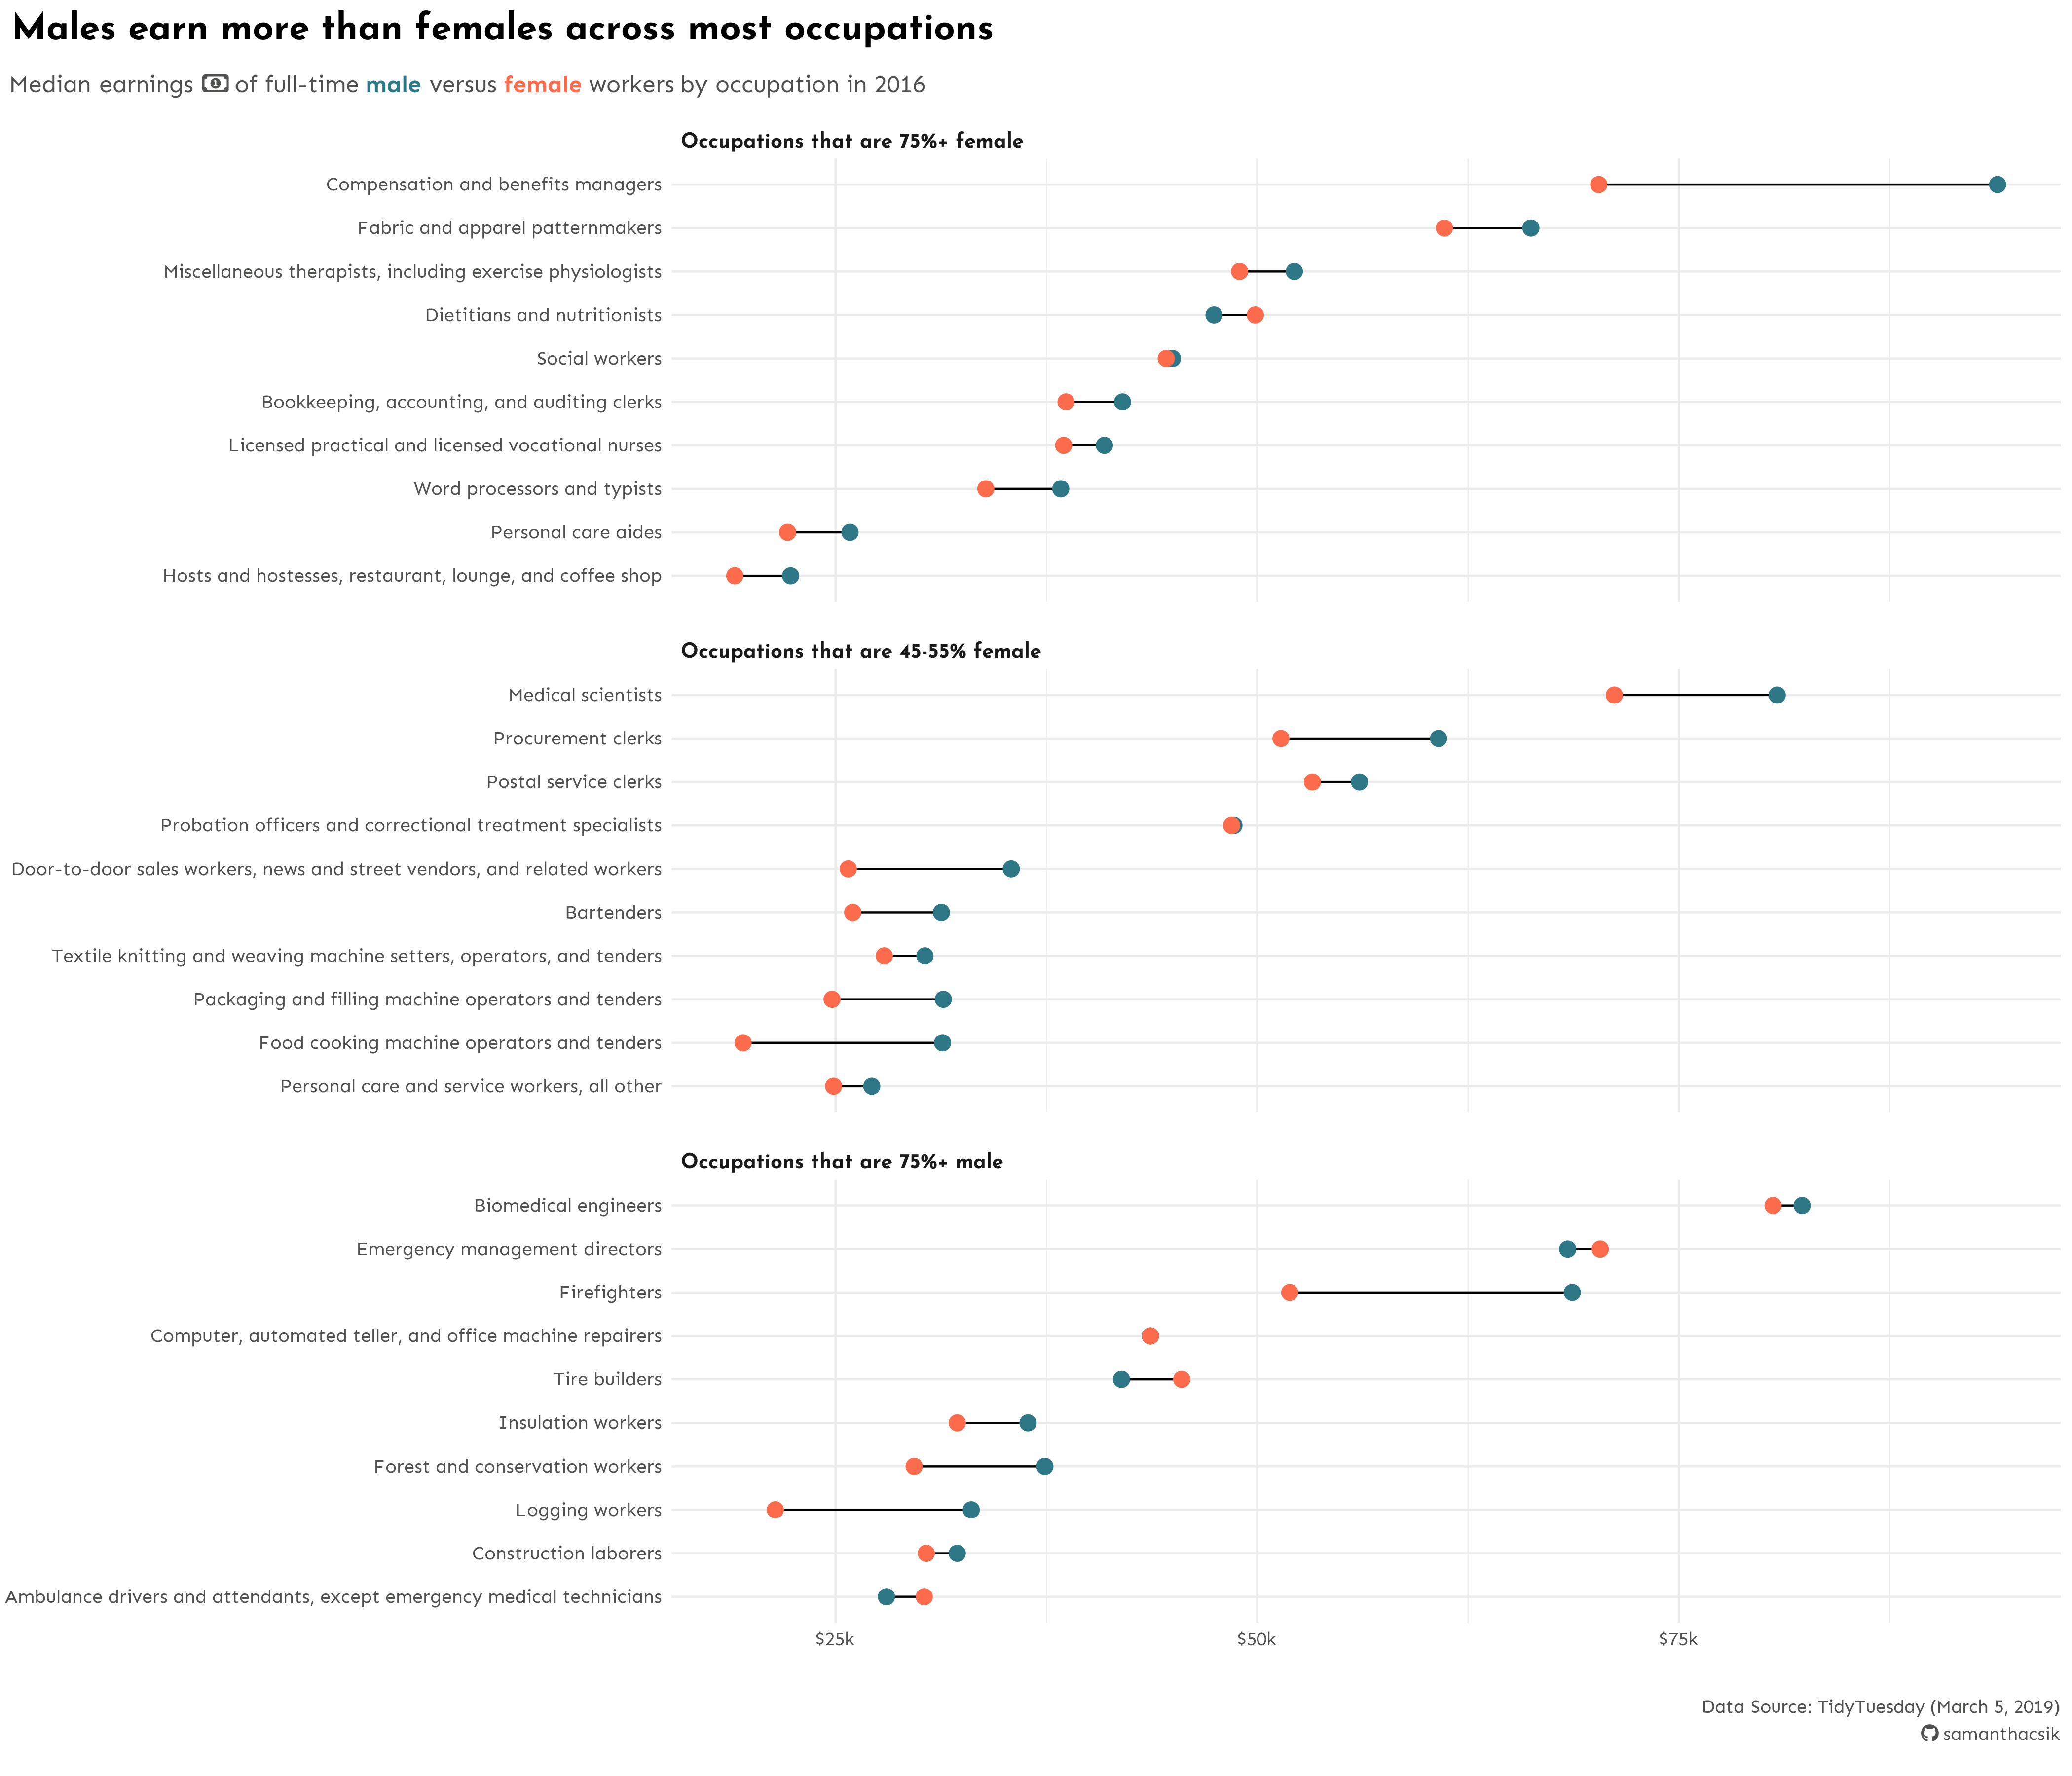 Males earn more than females across most occupations
Median earnings of full-time male versus female workers by occupation in 2016
Occupations that are 75%+ female
Compensation and benefits managers
Fabric and apparel patternmakers
Miscellaneous therapists, including exercise physiologists
Dietitians and nutritionists
Social workers
Bookkeeping, accounting, and auditing clerks
Licensed practical and licensed vocational nurses
Word processors and typists
Personal care aides
Hosts and hostesses, restaurant, lounge, and coffee shop
Occupations that are 45-55% female
Medical scientists
Procurement clerks
Postal service clerks
Probation officers and correctional treatment specialists
Door-to-door sales workers, news and street vendors, and related workers
Bartenders
Textile knitting and weaving machine setters, operators, and tenders
Packaging and filling machine operators and tenders
Food cooking machine operators and tenders
Personal care and service workers, all other
Occupations that are 75%+ male
Biomedical engineers
Emergency management directors
Firefighters
Computer, automated teller, and office machine repairers
Tire builders
Insulation workers
Forest and conservation workers
Logging workers
Construction laborers
Ambulance drivers and attendants, except emergency medical technicians
$25k $50k $75k
Data Source: TidyTuesday (March 5, 2019)
samanthacsik